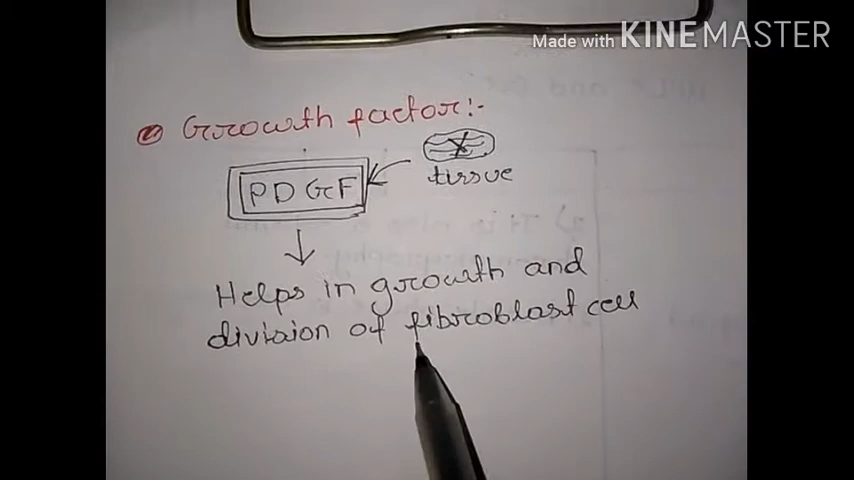 Made with KINEMASTER
Growth factor:-
PDGF
tissue
Helps in growth and
division of fibroblast cell